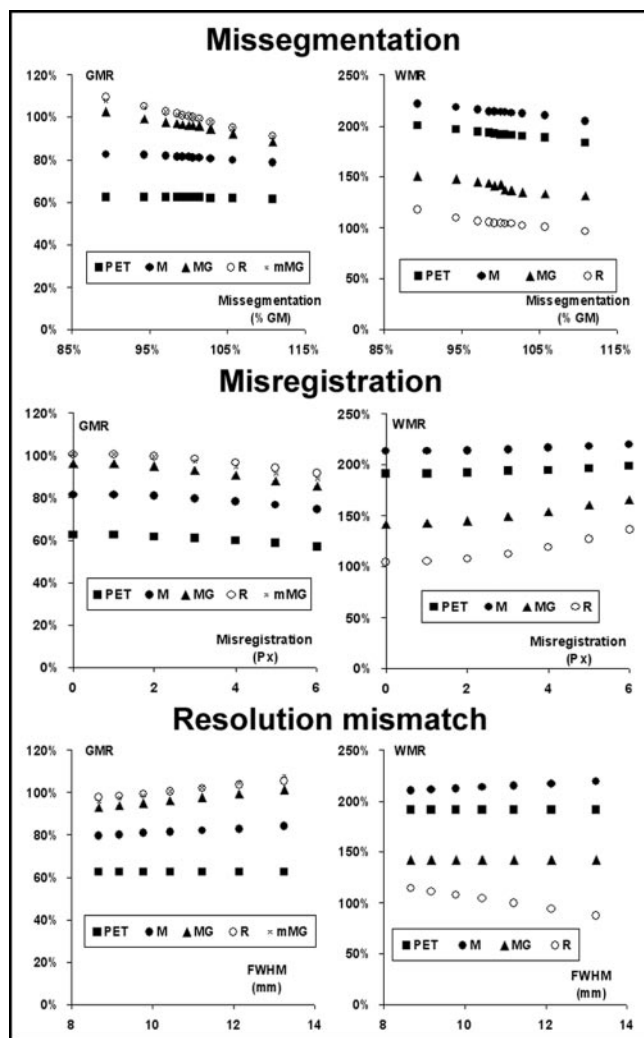 Missegmentation
120% GMR
100%
80%
60%
40%
20%
0%
PET M MG R mMG
Missegmentation
(% GM)
85% 95% 105% 115%
250% WMR
200%
150%
100%
50%
0%
PET M MG R
Missegmentation
(% GM)
85% 95% 105% 115%
Misregistration
120% GMR
100%
80%
60%
40%
20%
0%
PET M MG R mMG
Misregistration
(Px)
0 2 4 6
250% WMR
200%
150%
100%
50%
0%
PET M MG R
Misregistration
(Px)
0 2 4 6
Resolution mismatch
120% GMR
100%
80%
60%
40%
20%
0%
PET M MG R mMG
FWHM
(mm)
8 10 12 14
250% WMR
200%
150%
100%
50%
0%
PET M MG R
FWHM
(mm)
8 10 12 14